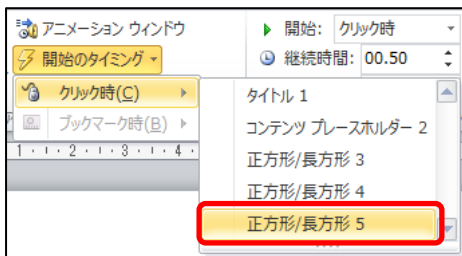 アニメーション ウィンドウ
開始: クリック時
開始のタイミング
継続時間: 00.50
クリック時(C)
ブックマーク時(B)
タイトル 1
コンテンツ プレースホルダー 2
正方形/長方形 3
正方形/長方形 4
正方形/長方形 5
1 2 3 4